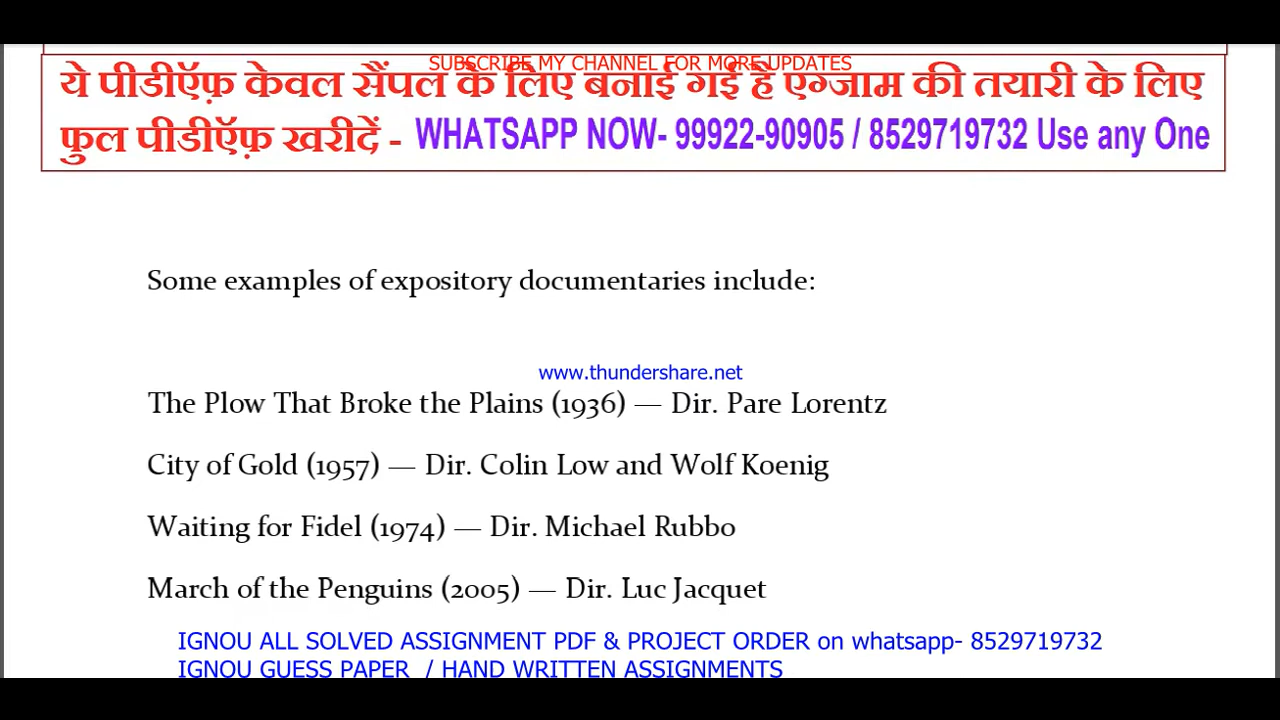 SUBSCRIBE MY CHANNEL FOR MORE UPDATES
ये पीडीऍफ़ केवल सैंपल के लिए बनाई गई है एग्जाम की तयारी के लिए
फुल पीडीऍफ़ खरीदें - WHATSAPP NOW- 99922-90905 / 8529719732 Use any One
Some examples of expository documentaries include:
www.thundershare.net
The Plow That Broke the Plains (1936) — Dir. Pare Lorentz
City of Gold (1957) — Dir. Colin Low and Wolf Koenig
Waiting for Fidel (1974) — Dir. Michael Rubbo
March of the Penguins (2005) — Dir. Luc Jacquet
IGNOU ALL SOLVED ASSIGNMENT PDF & PROJECT ORDER on whatsapp- 8529719732
IGNOU GUESS PAPER / HAND WRITTEN ASSIGNMENTS